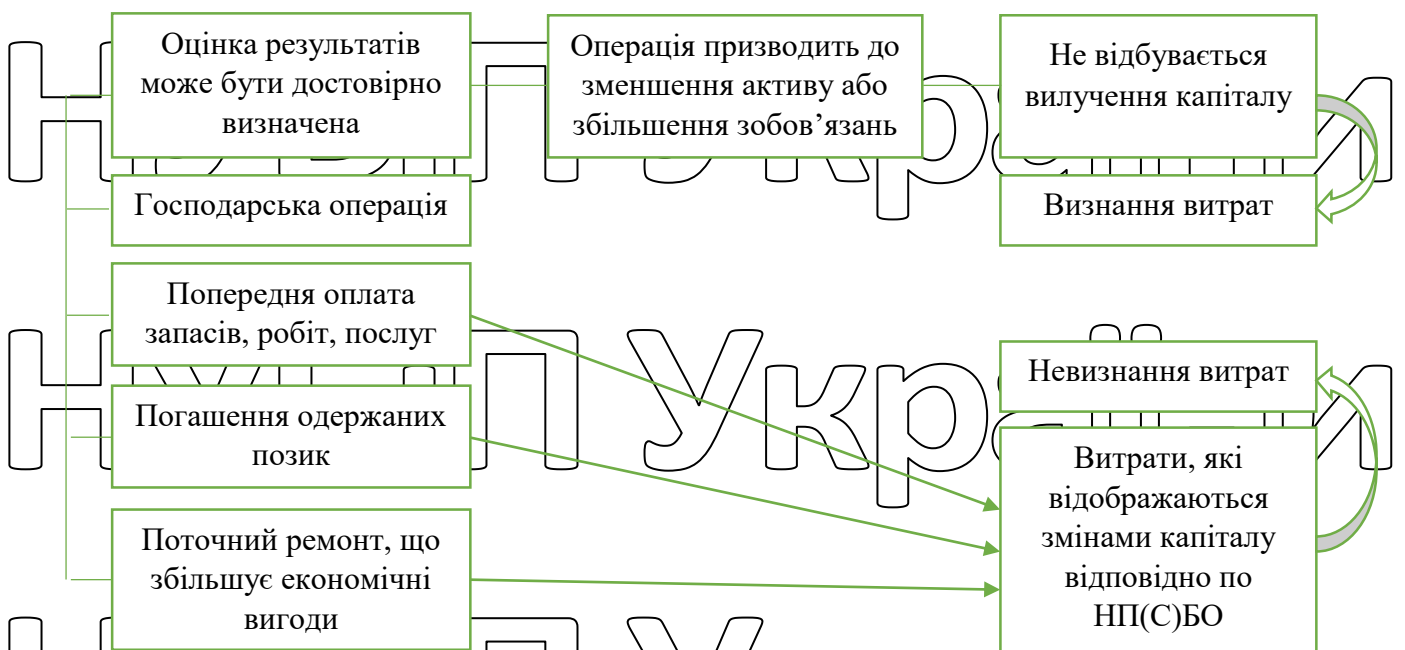 Оцінка результатів
може бути достовірно
визначена
Операція призводить до
зменшення активу або
збільшення зобов’язань
Не відбувається
вилучення капіталу
Господарська операція
Визнання витрат
Попередня оплата
запасів, робіт, послуг
Невизнання витрат
Погашення одержаних
позик
Витрати, які
відображаються
змінами капіталу
відповідно по
НП(С)БО
Поточний ремонт, що
збільшує економічні
вигоди